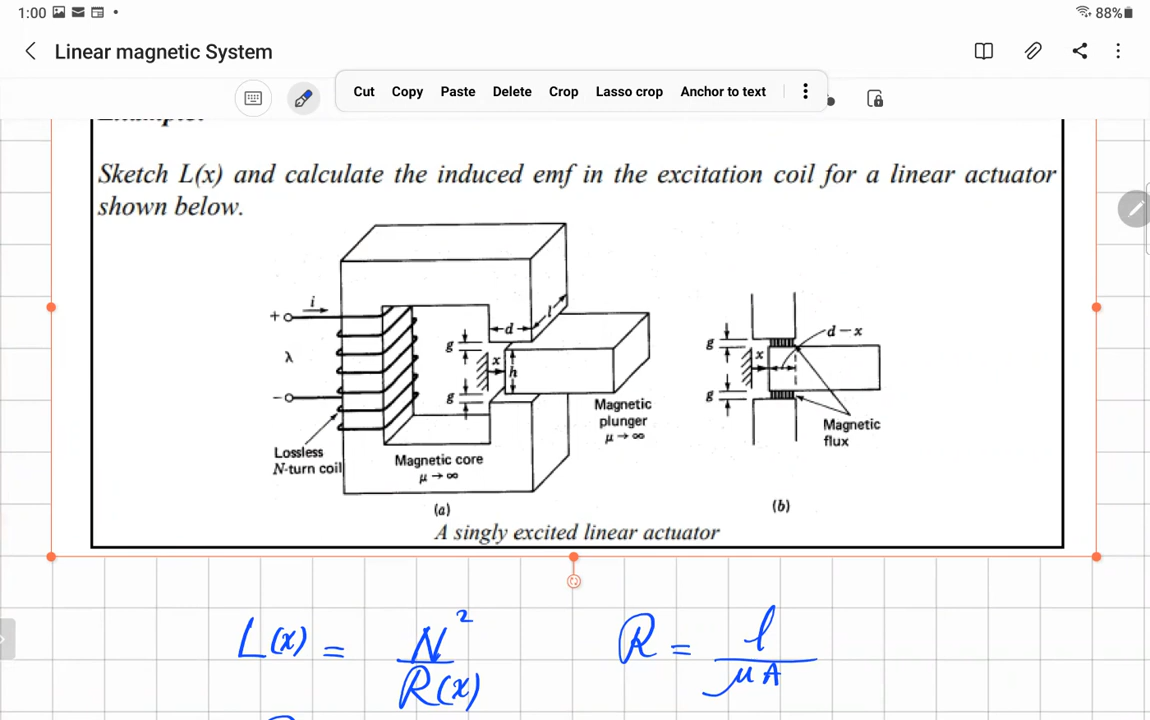 1:00 88%
Linear magnetic System
Cut Copy Paste Delete Crop Lasso crop Anchor to text
Example:
Sketch L(x) and calculate the induced emf in the excitation coil for a linear actuator
shown below.
i
+
λ
−
d
l
g
x
h
g
Lossless
N-turn coil
Magnetic core
μ → ∞
Magnetic
plunger
μ → ∞
(a)
g
x
d − x
g
Magnetic
flux
(b)
A singly excited linear actuator
L(x) = N² / R(x) R = l / μA